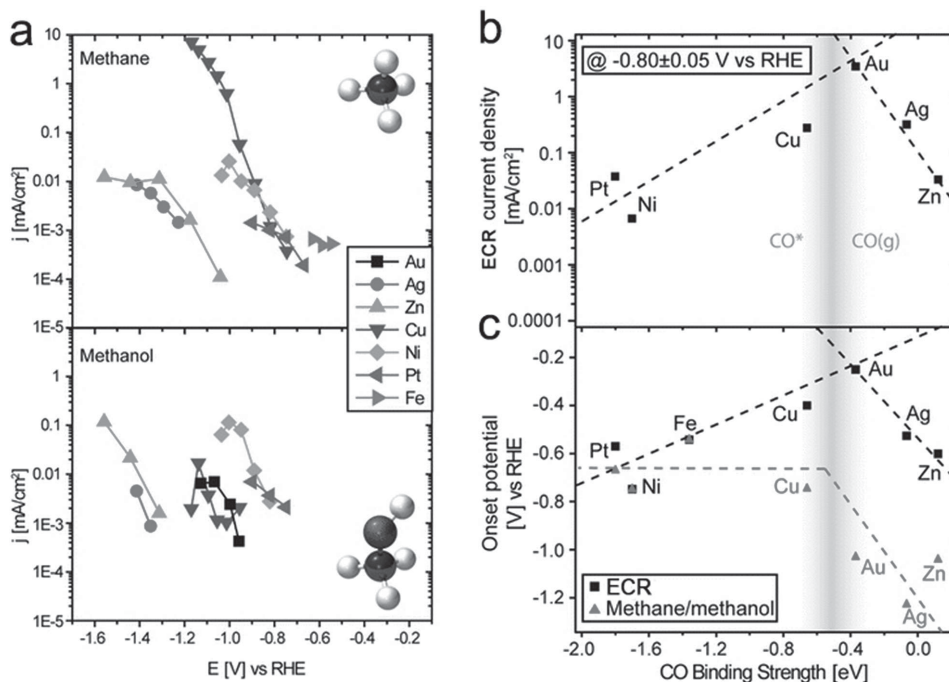 a
Methane
10
1
0.1
0.01
1E-3
1E-4
1E-5
j [mA/cm²]
Au
Ag
Zn
Cu
Ni
Pt
Fe
Methanol
1
0.1
0.01
1E-3
1E-4
1E-5
j [mA/cm²]
-1.6 -1.4 -1.2 -1.0 -0.8 -0.6 -0.4 -0.2
E [V] vs RHE
b
@ -0.80±0.05 V vs RHE
10
1
0.1
0.01
0.001
0.0001
ECR current density
[mA/cm²]
Au
Ag
Cu
Zn
Pt
Ni
CO* CO(g)
c
-0.2
-0.4
-0.6
-0.8
-1.0
-1.2
Onset potential
[V] vs RHE
Au
Cu
Ag
Fe
Pt
Zn
Ni
Cu
Au
Zn
Ag
ECR
Methane/methanol
-2.0 -1.6 -1.2 -0.8 -0.4 0.0
CO Binding Strength [eV]